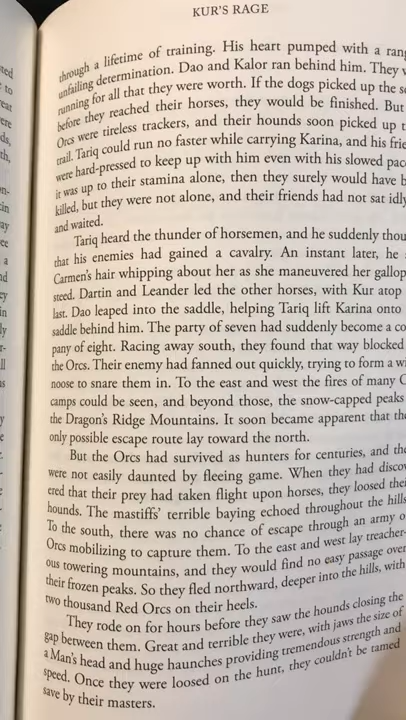 KUR'S RAGE
through a lifetime of training. His heart pumped with a
unfailing determination. Dao and Kalor ran behind him. They
running for all that they were worth. If the dogs picked up the
before they reached their horses, they would be finished. But
Orcs were tireless trackers, and their hounds soon picked up
trail. Tariq could run no faster while carrying Karina, and his
were hard-pressed to keep up with him even with his slowed
it was up to their stamina alone, then they surely would have
killed, but they were not alone, and their friends had not sat
and waited.
Tariq heard the thunder of horsemen, and he suddenly
that his enemies had gained a cavalry. An instant later, he
Carmen's hair whipping about her as she maneuvered her
steed. Dartin and Leander led the other horses, with Kur atop
last. Dao leaped into the saddle, helping Tariq lift Karina onto
saddle behind him. The party of seven had suddenly become a
pany of eight. Racing away south, they found that way blocked
the Orcs. Their enemy had fanned out quickly, trying to form a
noose to snare them in. To the east and west the fires of many
camps could be seen, and beyond those, the snow-capped peaks
the Dragon's Ridge Mountains. It soon became apparent that
only possible escape route lay toward the north.
But the Orcs had survived as hunters for centuries, and
were not easily daunted by fleeing game. When they had discov
ered that their prey had taken flight upon horses, they loosed
hounds. The mastiffs' terrible baying echoed throughout the hills
To the south, there was no chance of escape through an army
Orcs mobilizing to capture them. To the east and west lay treacher-
ous towering mountains, and they would find no easy passage over
their frozen peaks. So they fled northward, deeper into the hills, with
two thousand Red Orcs on their heels.
They rode on for hours before they saw the hounds closing the
gap between them. Great and terrible they were, with jaws the size of
a Man's head and huge haunches providing tremendous strength and
speed. Once they were loosed on the hunt, they couldn't be tamed
save by their masters.